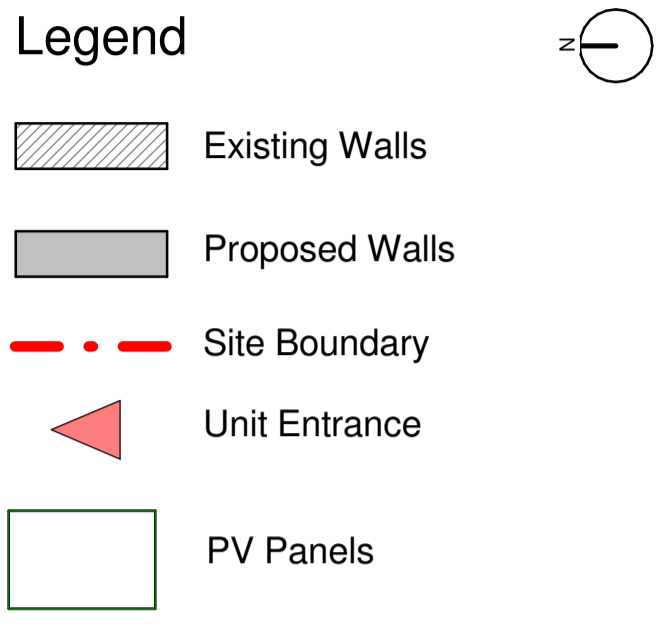 Legend
N
Existing Walls
Proposed Walls
Site Boundary
Unit Entrance
PV Panels